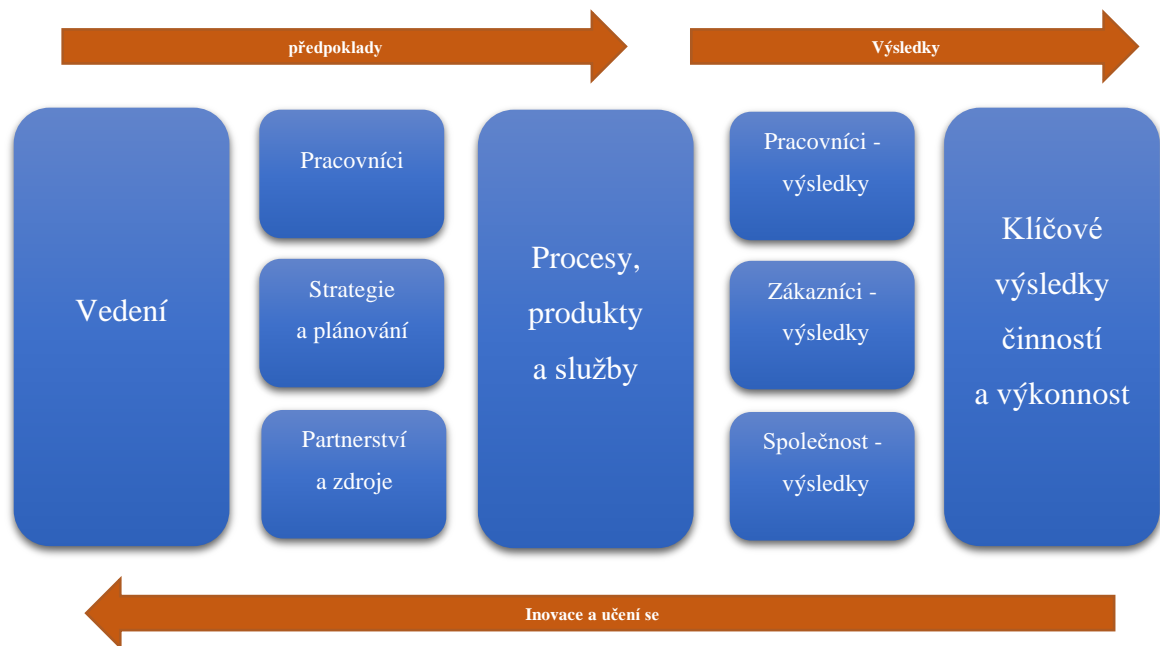 předpoklady
Výsledky
Vedení
Pracovníci
Strategie
a plánování
Partnerství
a zdroje
Procesy,
produkty
a služby
Pracovníci -
výsledky
Zákazníci -
výsledky
Společnost -
výsledky
Klíčové
výsledky
činností
a výkonnost
Inovace a učení se